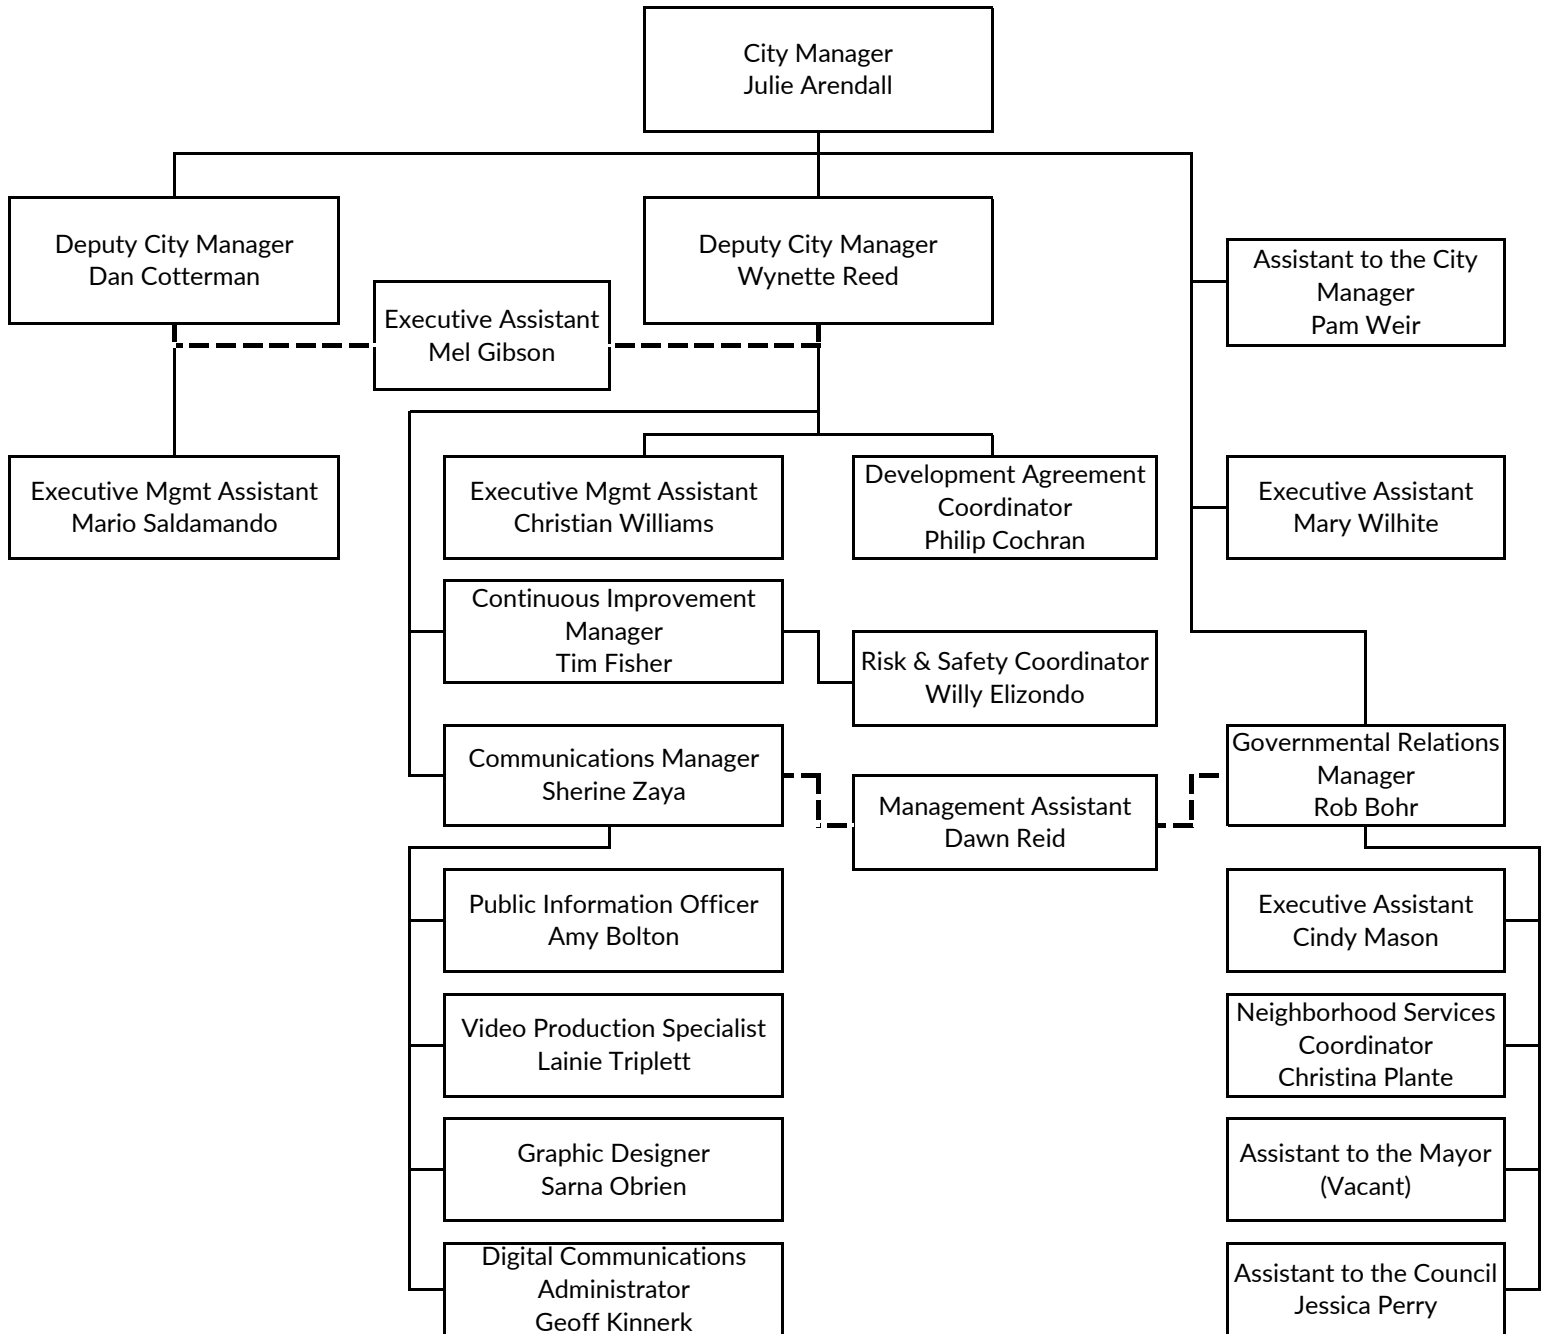 City Manager
Julie Arendall
Deputy City Manager
Dan Cotterman
Deputy City Manager
Wynette Reed
Assistant to the City
Manager
Pam Weir
Executive Assistant
Mel Gibson
Executive Mgmt Assistant
Mario Saldamando
Executive Mgmt Assistant
Christian Williams
Development Agreement
Coordinator
Philip Cochran
Executive Assistant
Mary Wilhite
Continuous Improvement
Manager
Tim Fisher
Risk & Safety Coordinator
Willy Elizondo
Communications Manager
Sherine Zaya
Management Assistant
Dawn Reid
Governmental Relations
Manager
Rob Bohr
Public Information Officer
Amy Bolton
Executive Assistant
Cindy Mason
Video Production Specialist
Lainie Triplett
Neighborhood Services
Coordinator
Christina Plante
Graphic Designer
Sarna Obrien
Assistant to the Mayor
(Vacant)
Digital Communications
Administrator
Geoff Kinnerk
Assistant to the Council
Jessica Perry